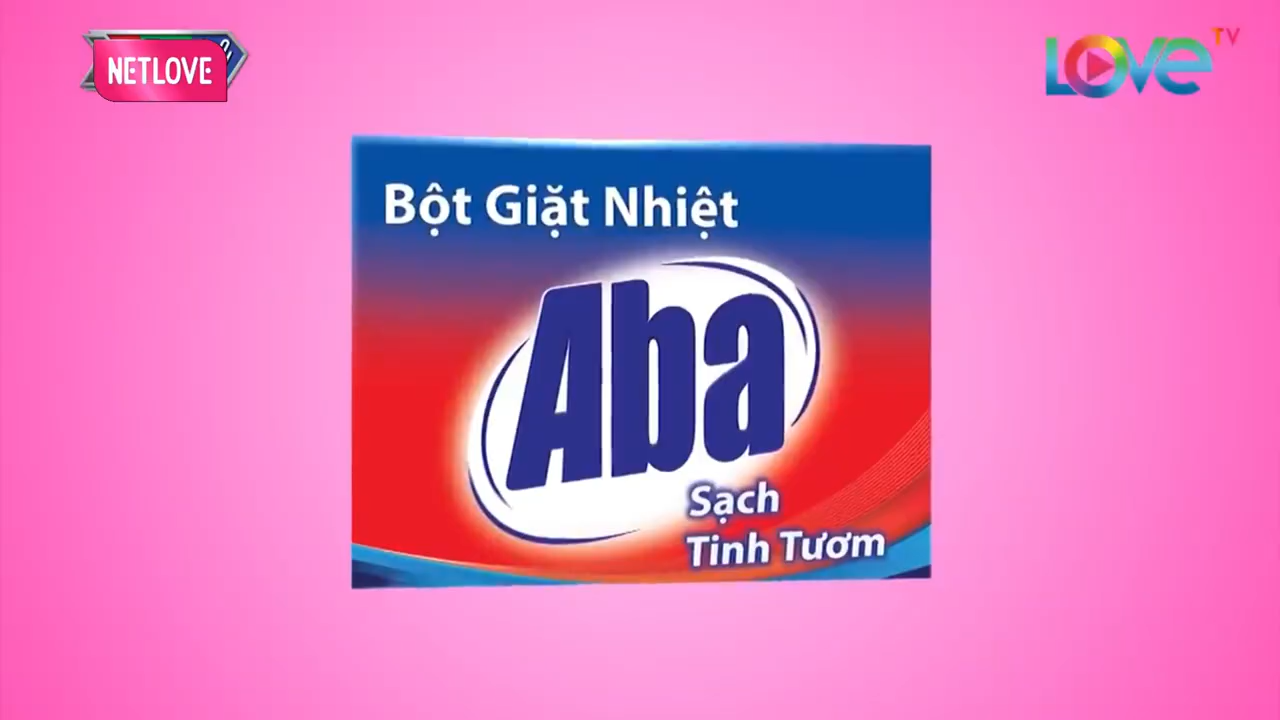 NETLOVE
LOVE TV
Bột Giặt Nhiệt
Aba
Sạch
Tinh Tươm